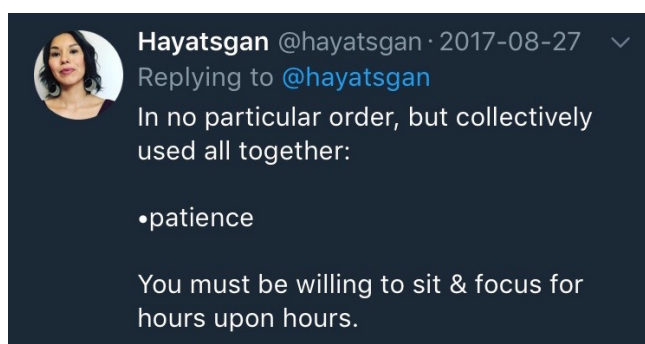 Hayatsgan @hayatsgan · 2017-08-27
Replying to @hayatsgan
In no particular order, but collectively
used all together:
•patience
You must be willing to sit & focus for
hours upon hours.